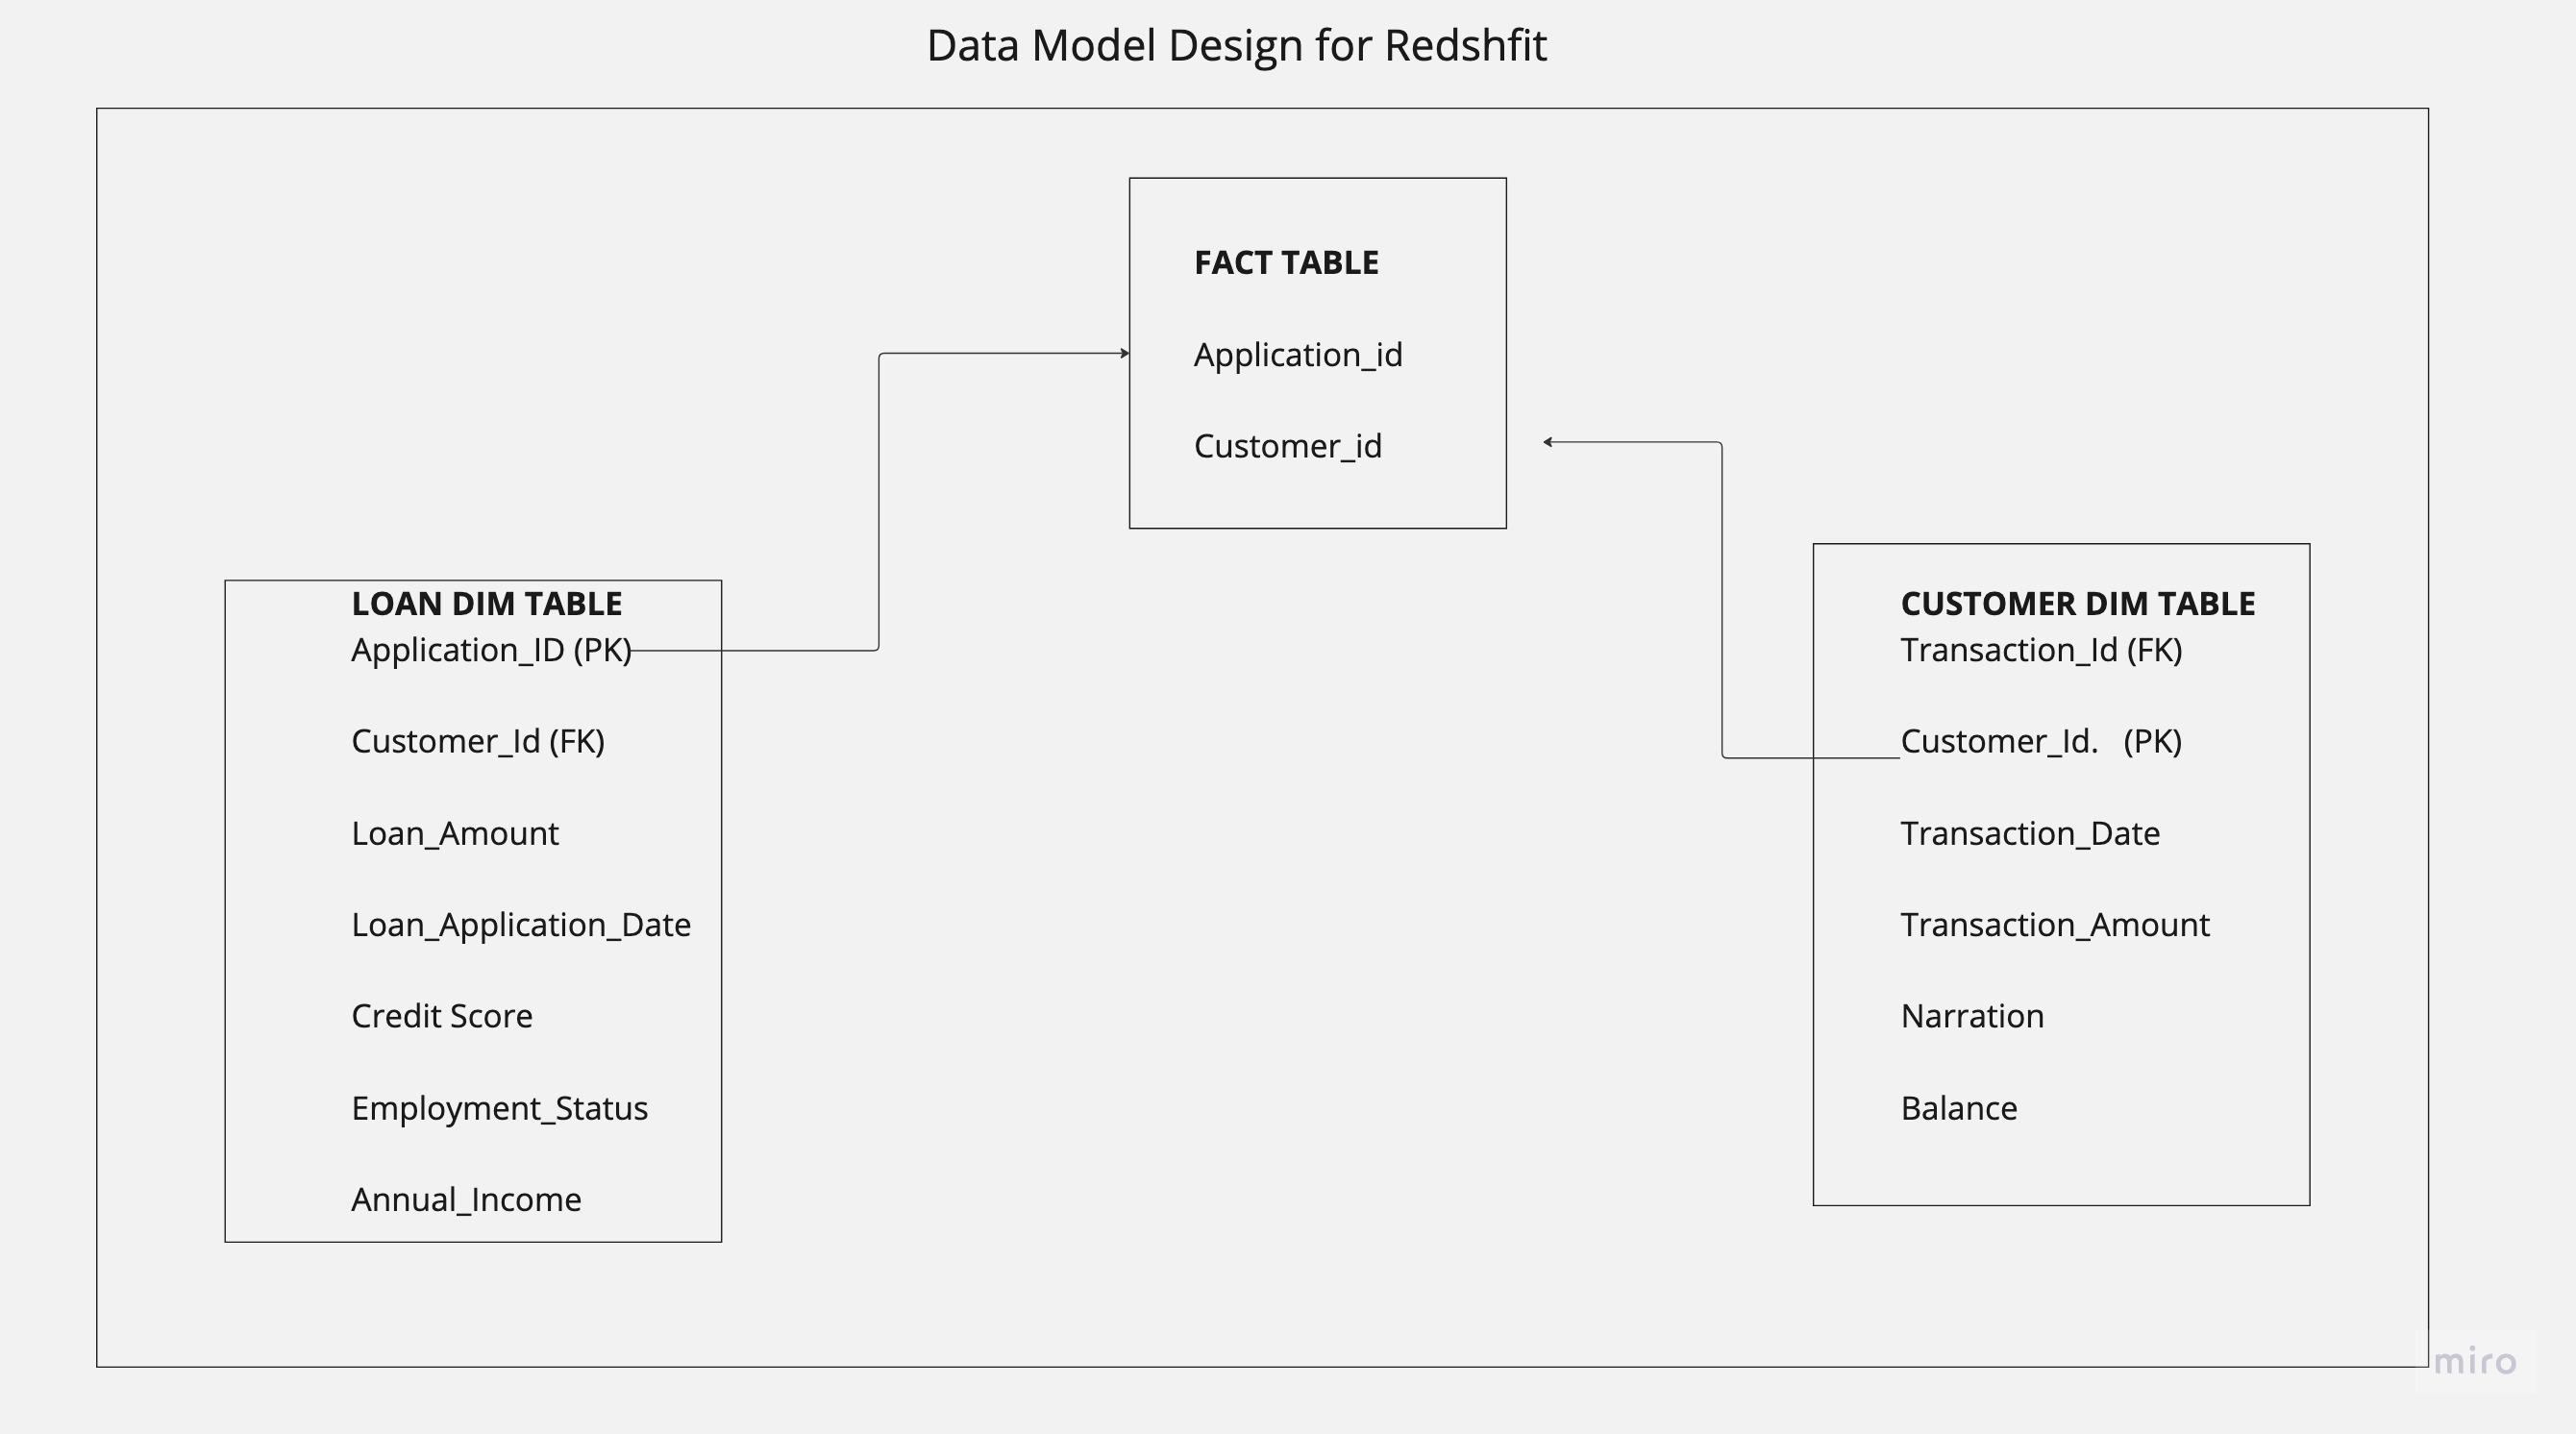 Data Model Design for Redshfit
FACT TABLE
Application_id
Customer_id
LOAN DIM TABLE
Application_ID (PK)
Customer_Id (FK)
Loan_Amount
Loan_Application_Date
Credit Score
Employment_Status
Annual_Income
CUSTOMER DIM TABLE
Transaction_Id (FK)
Customer_Id.   (PK)
Transaction_Date
Transaction_Amount
Narration
Balance
miro